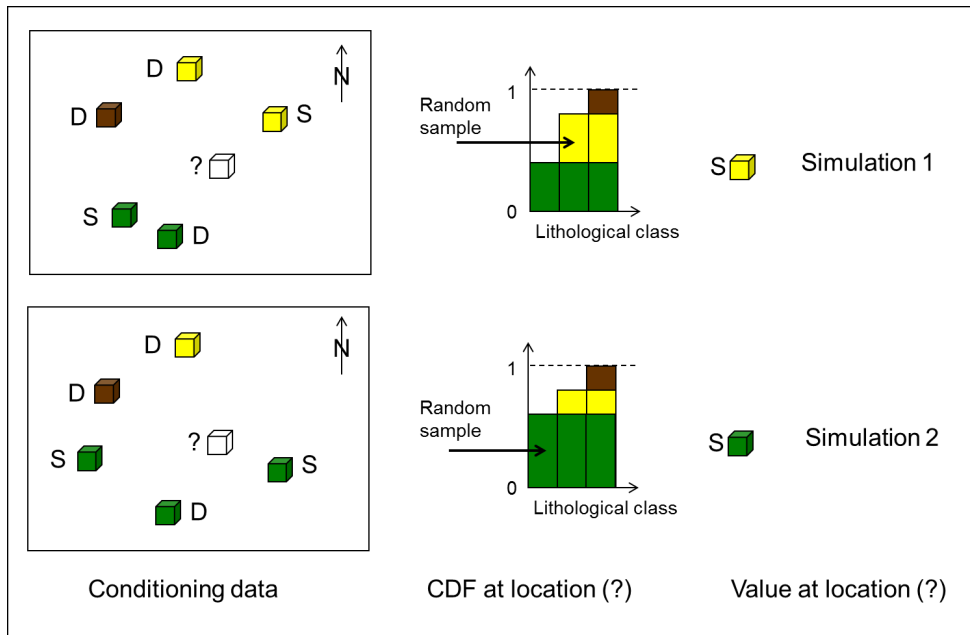 D
N
D
S
?
S
D
1
Random
sample
0
Lithological class
S
Simulation 1
D
N
D
?
S
S
D
1
Random
sample
0
Lithological class
S
Simulation 2
Conditioning data
CDF at location (?)
Value at location (?)